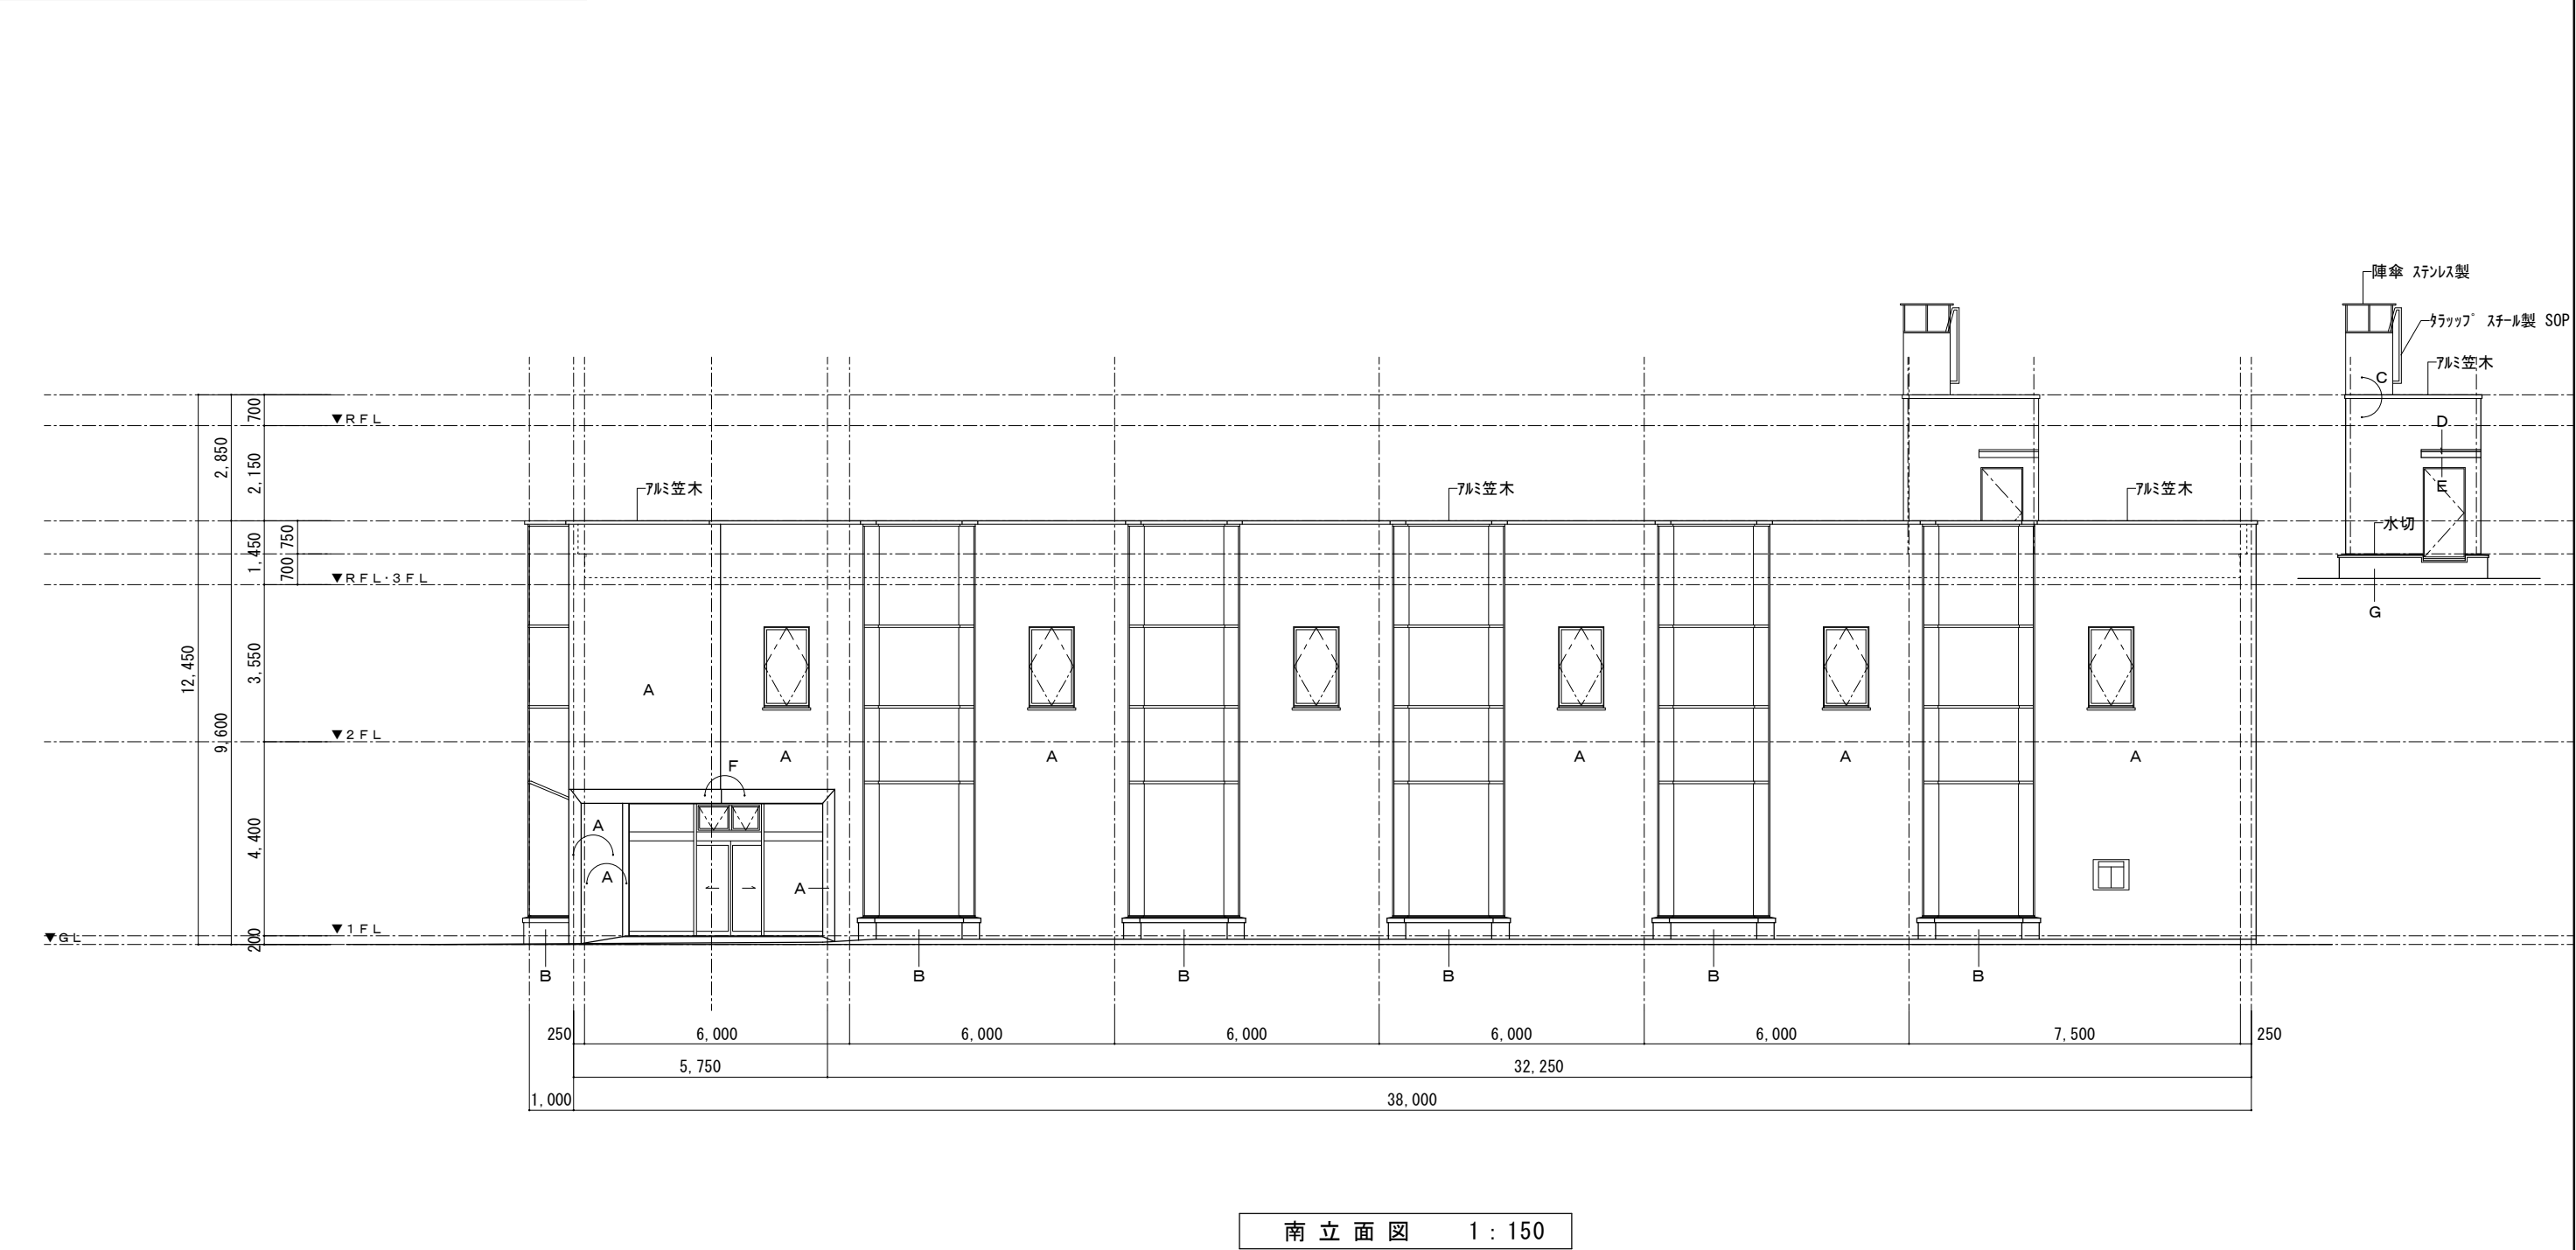 陣傘 ｽﾃﾝﾚｽ製
ﾀﾗｯｯﾌﾟ ｽﾁｰﾙ製 SOP
ｱﾙﾐ笠木
C
D
E
水切
G
700
▼RFL
2,850
2,150
ｱﾙﾐ笠木
ｱﾙﾐ笠木
ｱﾙﾐ笠木
1,450
750
700
▼RFL·3FL
12,450
9,600
3,550
A
▼2FL
F
A
A
A
A
A
4,400
A
A
A
▼1FL
▼GL
200
B
B
B
B
B
B
250
6,000
6,000
6,000
6,000
6,000
7,500
250
5,750
32,250
1,000
38,000
南立面図 1:150